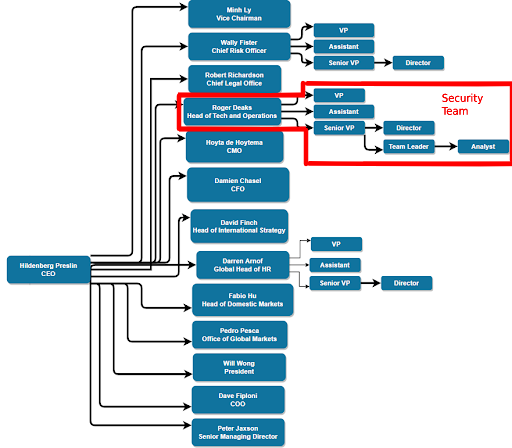 Minh Ly
Vice Chairman
Wally Fister
Chief Risk Officer
VP
Assistant
Senior VP
Director
Robert Richardson
Chief Legal Office
Roger Deaks
Head of Tech and Operations
VP
Assistant
Senior VP
Director
Team Leader
Analyst
Security
Team
Hoyta de Hoytema
CMO
Damien Chasel
CFO
David Finch
Head of International Strategy
Hildenberg Preslin
CEO
Darren Arnof
Global Head of HR
VP
Assistant
Senior VP
Director
Fabio Hu
Head of Domestic Markets
Pedro Pesca
Office of Global Markets
Will Wong
President
Dave Fiploni
COO
Peter Jaxson
Senior Managing Director